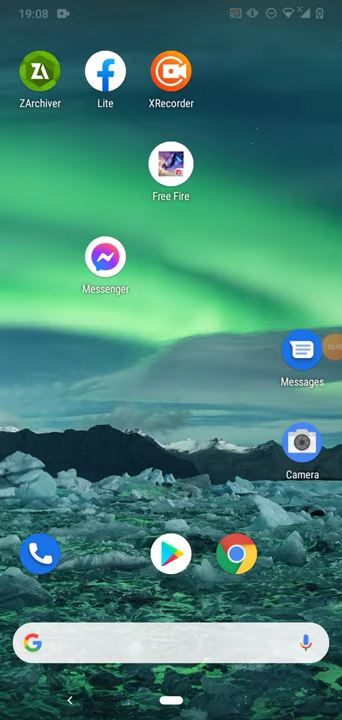 19:08
ZArchiver
Lite
XRecorder
Free Fire
Messenger
Messages
Camera